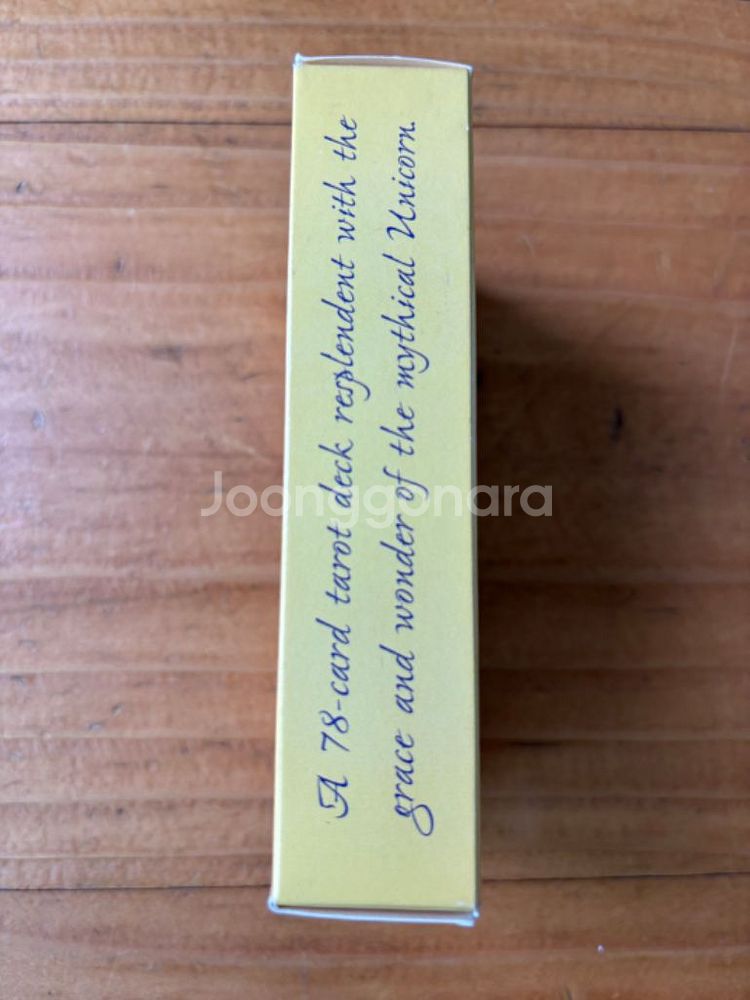 A 78-card tarot deck resplendent with the
grace and wonder of the mythical Unicorn.
Joonggonara